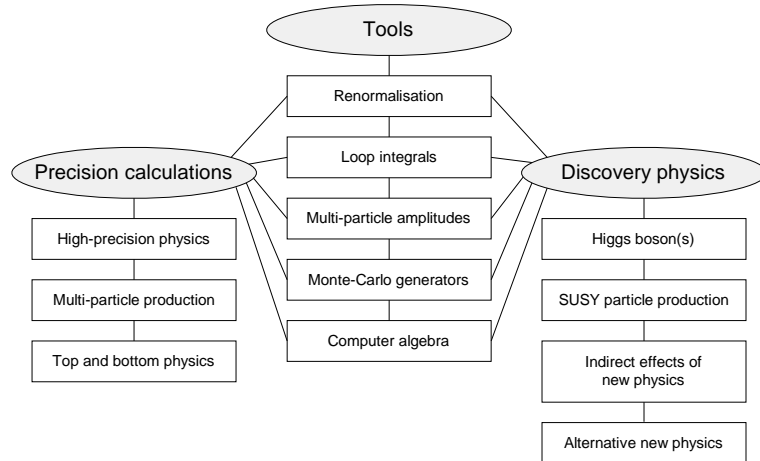 Tools
Renormalisation
Loop integrals
Multi-particle amplitudes
Monte-Carlo generators
Computer algebra
Precision calculations
High-precision physics
Multi-particle production
Top and bottom physics
Discovery physics
Higgs boson(s)
SUSY particle production
Indirect effects of
new physics
Alternative new physics